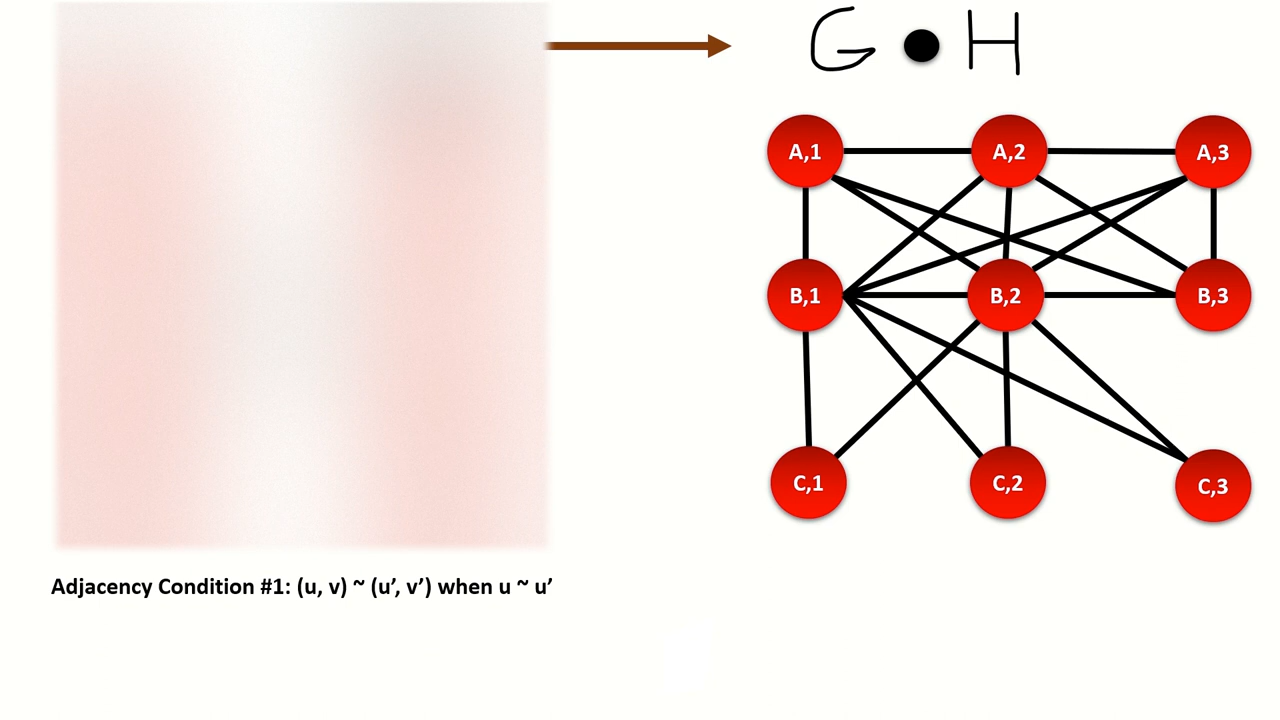 G • H
A,1 A,2 A,3
B,1 B,2 B,3
C,1 C,2 C,3
Adjacency Condition #1: (u, v) ~ (u’, v’) when u ~ u’